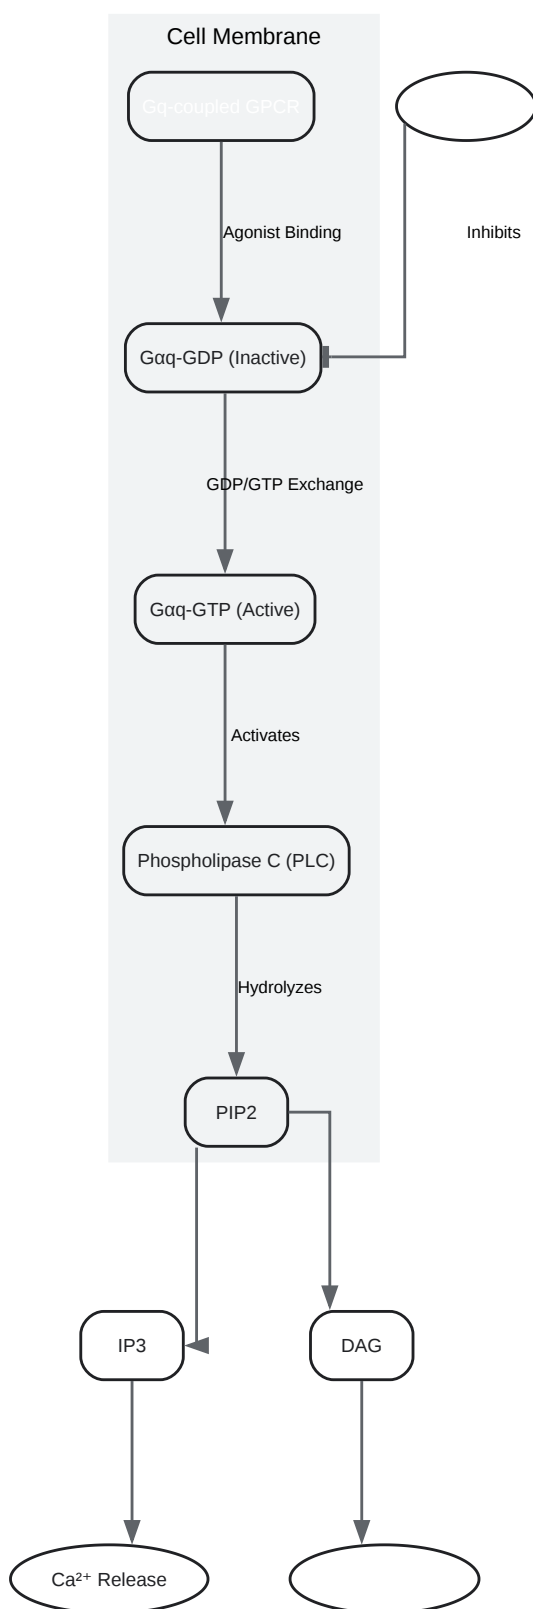 Cell Membrane
Gq-coupled GPCR
Agonist Binding
Inhibits
Gαq-GDP (Inactive)
GDP/GTP Exchange
Gαq-GTP (Active)
Activates
Phospholipase C (PLC)
Hydrolyzes
PIP2
IP3
DAG
Ca²⁺ Release